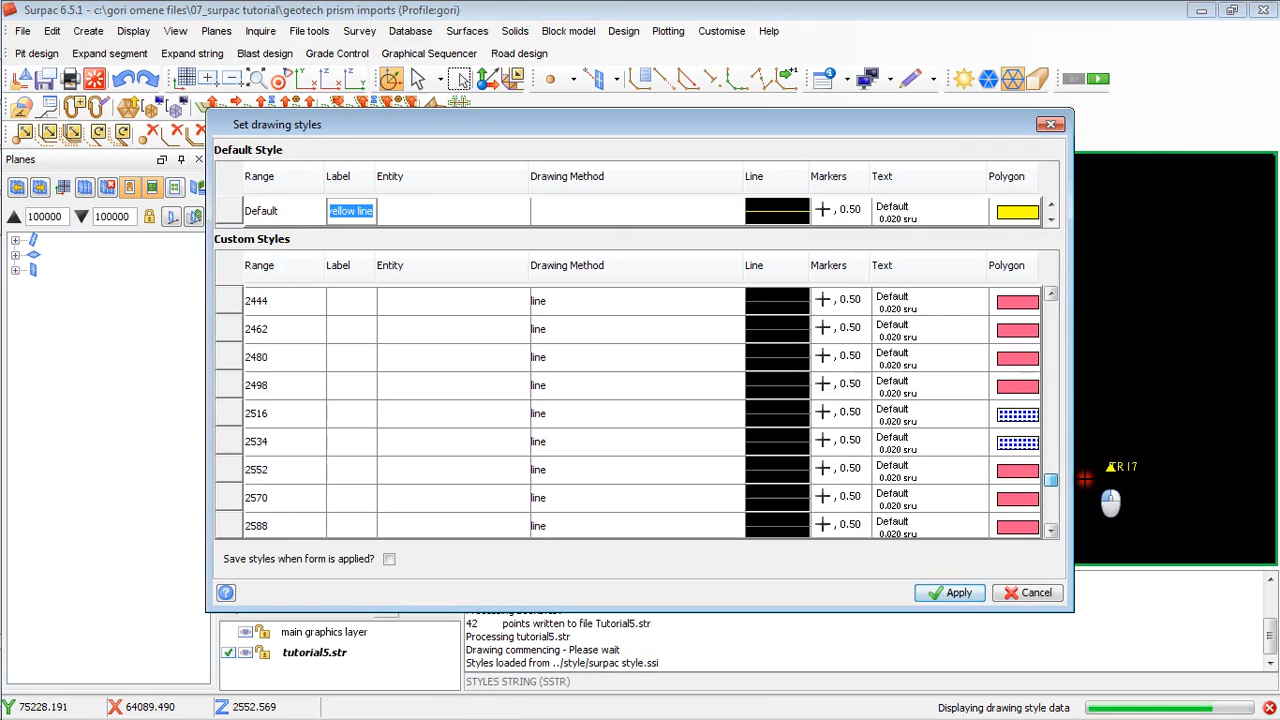 Surpac 6.5.1 - c:\gori omene files\07_surpac tutorial\geotech prism imports (Profile:gori)
File Edit Create Display View Planes Inquire File tools Survey Database Surfaces Solids Block model Design Plotting Customise Help
Pit design Expand segment Expand string Blast design Grade Control Graphical Sequencer Road design
Set drawing styles
Planes
100000 100000
Default Style
Range Label Entity Drawing Method Line Markers Text Polygon
Default yellow line , 0.50 Default
0.020 sru
Custom Styles
Range Label Entity Drawing Method Line Markers Text Polygon
2444 line , 0.50 Default
0.020 sru
2462 line , 0.50 Default
0.020 sru
2480 line , 0.50 Default
0.020 sru
2498 line , 0.50 Default
0.020 sru
2516 line , 0.50 Default
0.020 sru
2534 line , 0.50 Default
0.020 sru
2552 line , 0.50 Default
0.020 sru
2570 line , 0.50 Default
0.020 sru
2588 line , 0.50 Default
0.020 sru
TR17
Save styles when form is applied?
Apply Cancel
main graphics layer
tutorial5.str
42 points written to file Tutorial5.str
Processing tutorial5.str
Drawing commencing - Please wait
Styles loaded from ../style/surpac style.ssi
STYLES STRING (SSTR)
Y 75228.191 X 64089.490 Z 2552.569 Displaying drawing style data